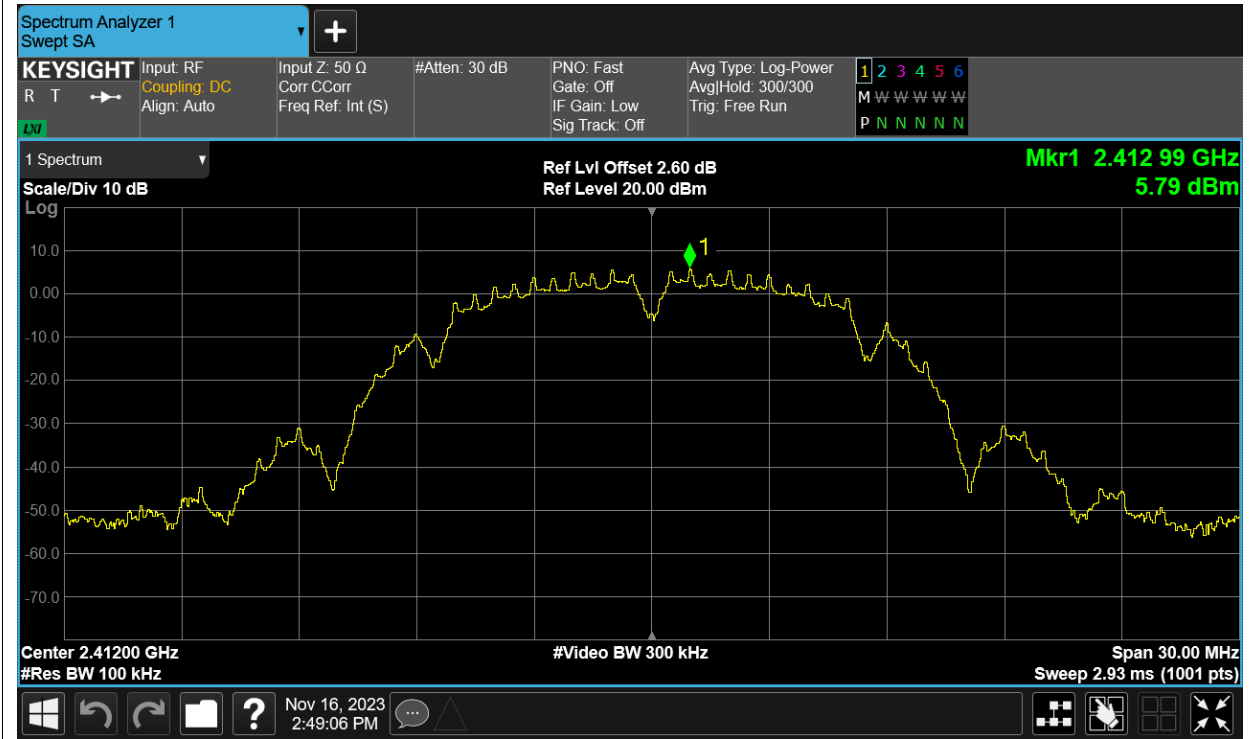 Spectrum Analyzer 1
Swept SA
KEYSIGHT
R T
LXI
Input: RF
Coupling: DC
Align: Auto
Input Z: 50 Ω
Corr CCorr
Freq Ref: Int (S)
#Atten: 30 dB
PNO: Fast
Gate: Off
IF Gain: Low
Sig Track: Off
Avg Type: Log-Power
Avg|Hold: 300/300
Trig: Free Run
1 2 3 4 5 6
M W W W W W
P N N N N N
1 Spectrum
Scale/Div 10 dB
Ref Lvl Offset 2.60 dB
Ref Level 20.00 dBm
Mkr1 2.412 99 GHz
5.79 dBm
Log
1
10.0
0.00
-10.0
-20.0
-30.0
-40.0
-50.0
-60.0
-70.0
Center 2.41200 GHz
#Res BW 100 kHz
#Video BW 300 kHz
Span 30.00 MHz
Sweep 2.93 ms (1001 pts)
?
Nov 16, 2023
2:49:06 PM